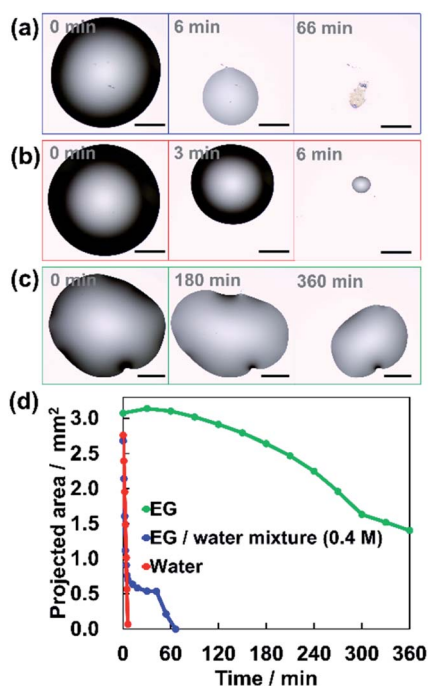 (a) 0 min 6 min 66 min
(b) 0 min 3 min 6 min
(c) 0 min 180 min 360 min
(d)
Projected area / mm²
3.0
2.5
2.0
1.5
1.0
0.5
0.0
EG
EG / water mixture (0.4 M)
Water
0 60 120 180 240 300 360
Time / min